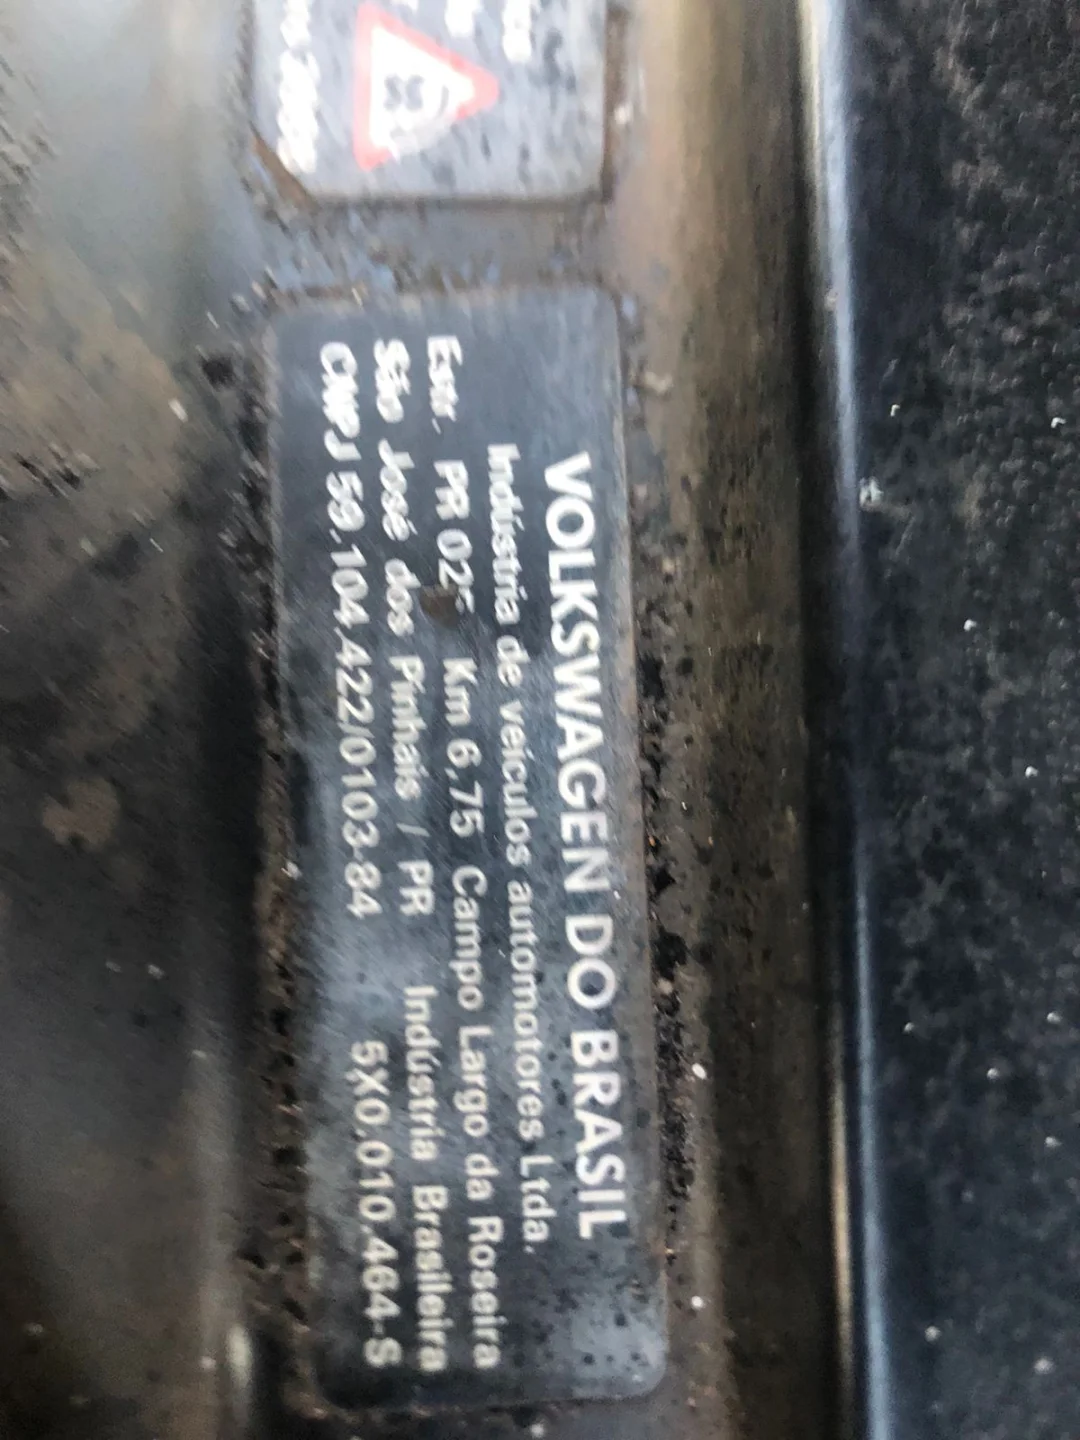 VOLKSWAGEN DO BRASIL
Indústria de veículos automotores Ltda.
Estr. PR 025 Km 6,75 Campo Largo da Roseira
São José dos Pinhais / PR Indústria Brasileira
CNPJ 59.104.422/0103-84 5X0.010.464-S